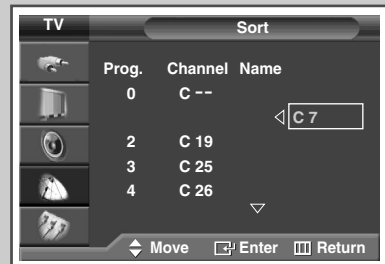 TV Sort
Prog. Channel Name
0 C --
C 7
2 C 19
3 C 25
4 C 26
Move Enter Return